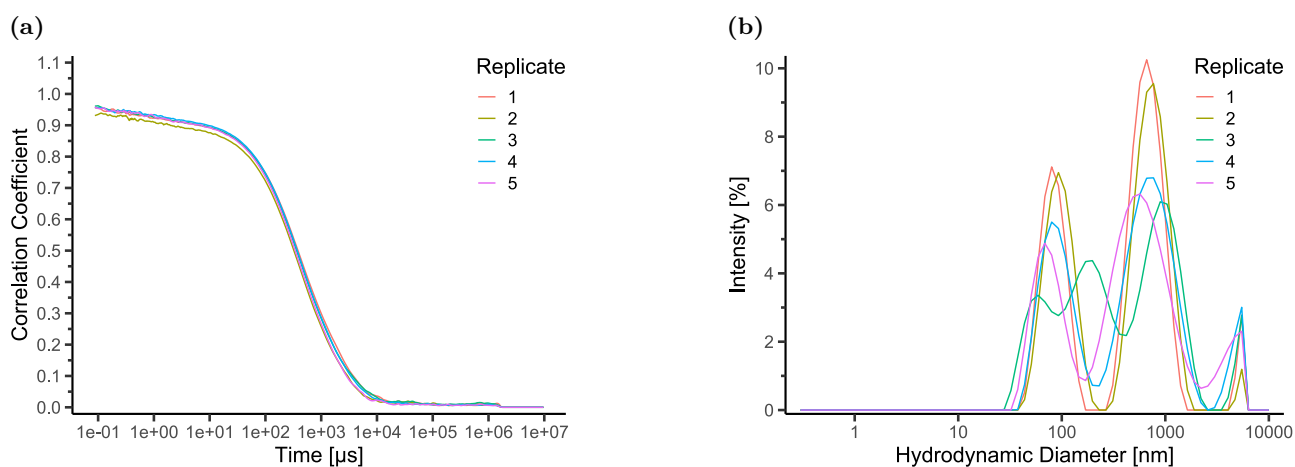 (a)
Correlation Coefficient
1.1
1.0
0.9
0.8
0.7
0.6
0.5
0.4
0.3
0.2
0.1
0.0
1e-01 1e+00 1e+01 1e+02 1e+03 1e+04 1e+05 1e+06 1e+07
Time [µs]
Replicate
1
2
3
4
5
(b)
Intensity [%]
10
8
6
4
2
0
1 10 100 1000 10000
Hydrodynamic Diameter [nm]
Replicate
1
2
3
4
5